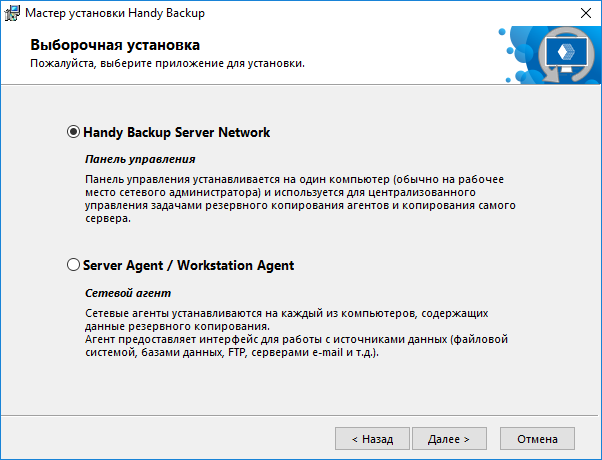 Мастер установки Handy Backup
Выборочная установка
Пожалуйста, выберите приложение для установки.
Handy Backup Server Network
Панель управления
Панель управления устанавливается на один компьютер (обычно на рабочее
место сетевого администратора) и используется для централизованного
управления задачами резервного копирования агентов и копирования самого
сервера.
Server Agent / Workstation Agent
Сетевой агент
Сетевые агенты устанавливаются на каждый из компьютеров, содержащих
данные резервного копирования.
Агент предоставляет интерфейс для работы с источниками данных (файловой
системой, базами данных, FTP, серверами e-mail и т.д.).
< Назад
Далее >
Отмена